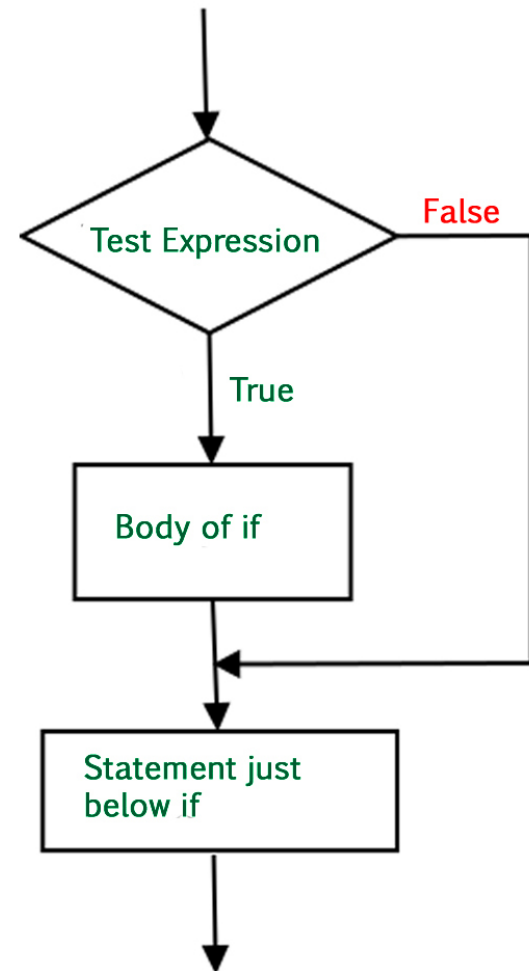 Test Expression
False
True
Body of if
Statement just
below if